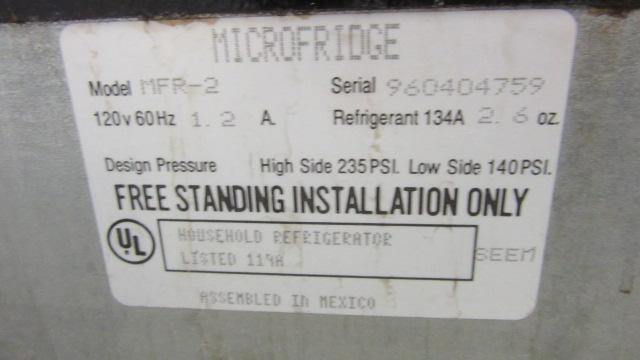 MICROFRIDGE
Model MFR-2 Serial 960404759
120v 60Hz 1.2 A. Refrigerant 134A 2.6 oz.
Design Pressure High Side 235 PSI. Low Side 140 PSI.
FREE STANDING INSTALLATION ONLY
UL HOUSEHOLD REFRIGERATOR
LISTED 119A SEEM
ASSEMBLED In MEXICO